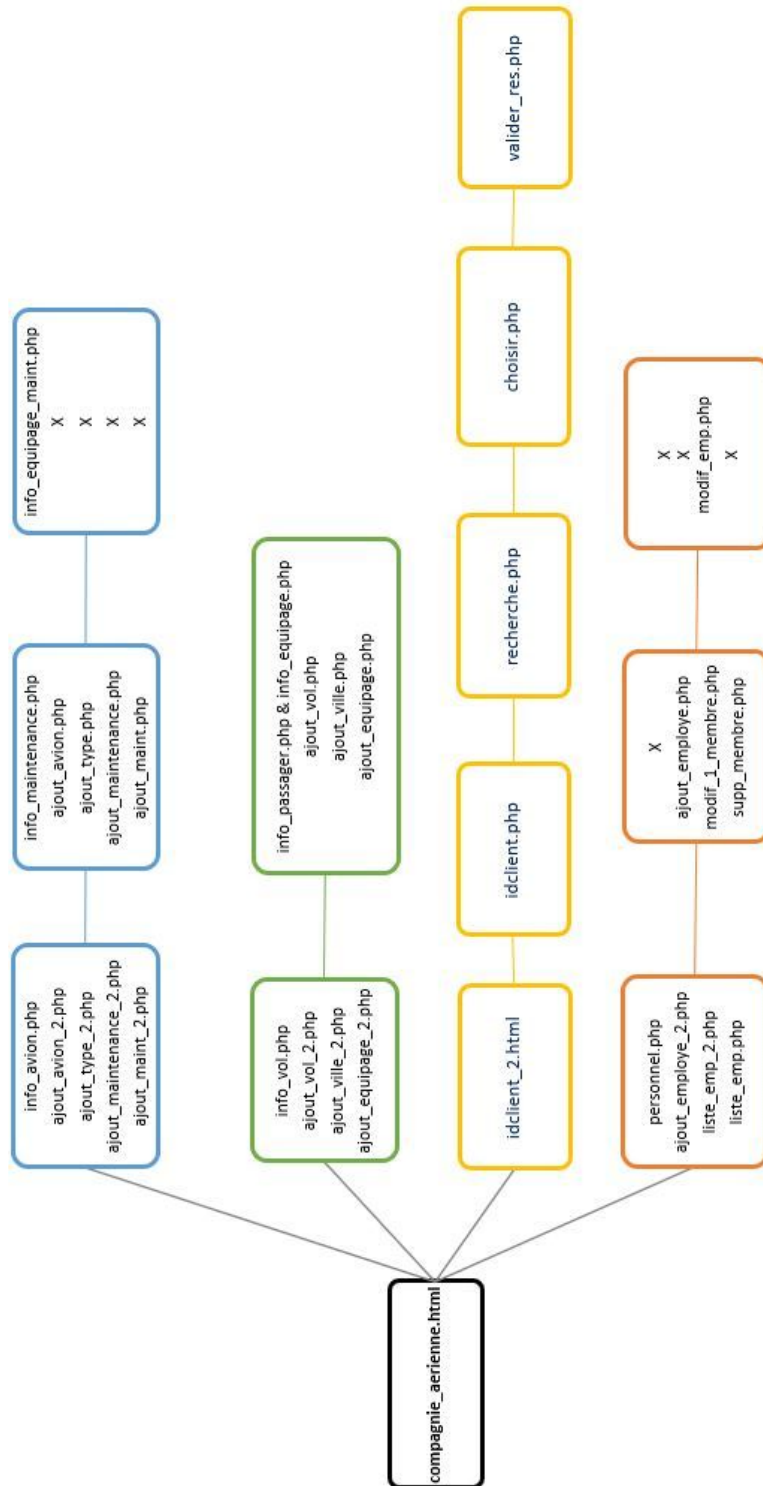 compagnie_aerienne.html
info_avion.php
ajout_avion_2.php
ajout_type_2.php
ajout_maintenance_2.php
ajout_maint_2.php
info_maintenance.php
ajout_avion.php
ajout_type.php
ajout_maintenance.php
ajout_maint.php
info_equipage_maint.php
X
X
X
X
info_vol.php
ajout_vol_2.php
ajout_ville_2.php
ajout_equipage_2.php
info_passager.php & info_equipage.php
ajout_vol.php
ajout_ville.php
ajout_equipage.php
idclient_2.html
idclient.php
recherche.php
choisir.php
valider_res.php
personnel.php
ajout_employe_2.php
liste_emp_2.php
liste_emp.php
X
ajout_employe.php
modif_1_membre.php
supp_membre.php
X
X
modif_emp.php
X